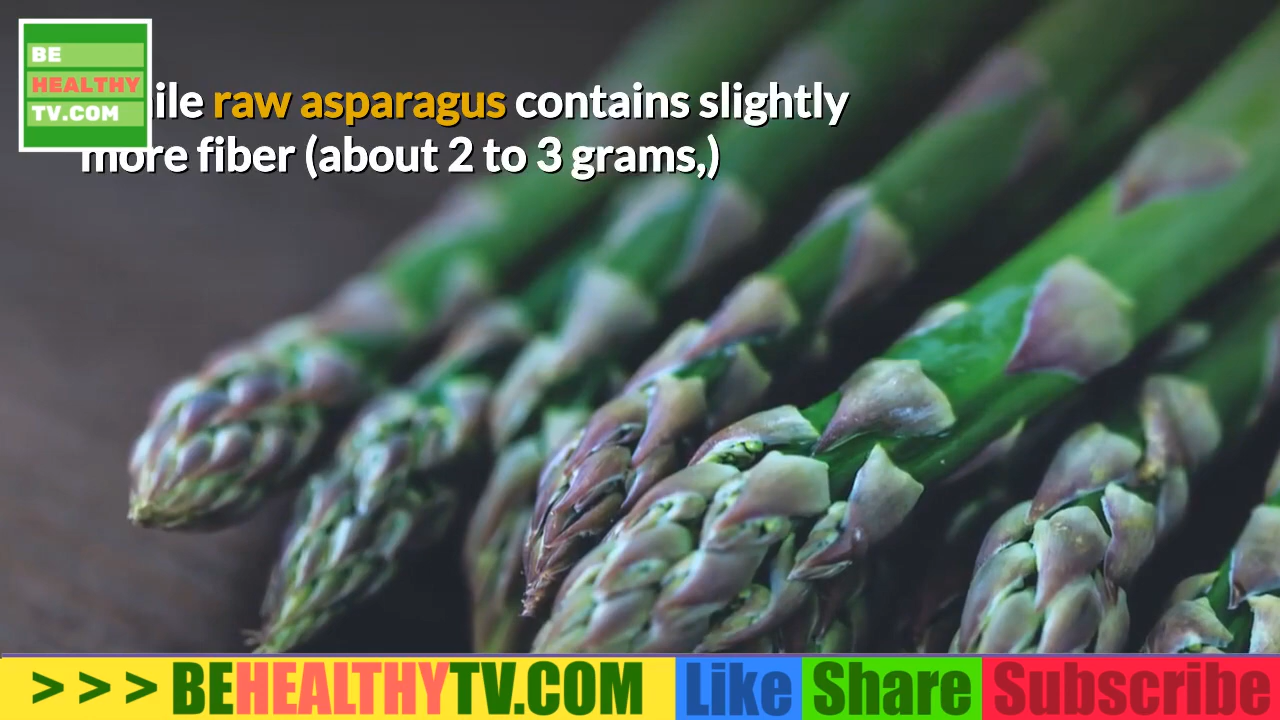 BE
HEALTHY
TV.COM
ile raw asparagus contains slightly
more fiber (about 2 to 3 grams,)
> > > BEHEALTHYTV.COM Like Share Subscribe